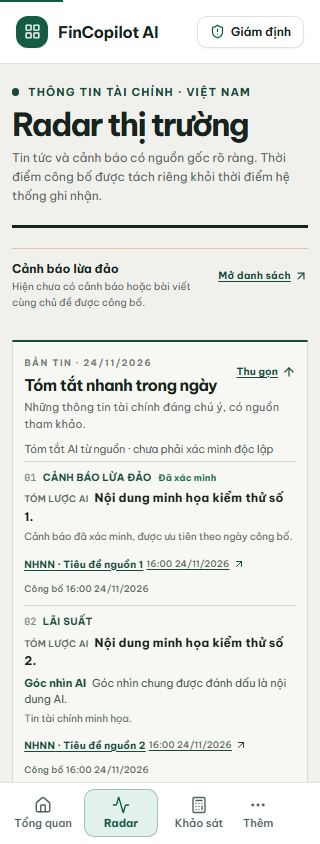 FinCopilot AI
Giám định
THÔNG TIN TÀI CHÍNH · VIỆT NAM
Radar thị trường
Tin tức và cảnh báo có nguồn gốc rõ ràng. Thời
điểm công bố được tách riêng khỏi thời điểm hệ
thống ghi nhận.
Cảnh báo lừa đảo
Mở danh sách
Hiện chưa có cảnh báo hoặc bài viết
cùng chủ đề được công bố.
BẢN TIN · 24/11/2026
Thu gọn
Tóm tắt nhanh trong ngày
Những thông tin tài chính đáng chú ý, có nguồn
tham khảo.
Tóm tắt AI từ nguồn · chưa phải xác minh độc lập
01 CẢNH BÁO LỪA ĐẢO Đã xác minh
TÓM LƯỢC AI Nội dung minh họa kiểm thử số
1.
Cảnh báo đã xác minh, được ưu tiên theo ngày công bố.
NHNN · Tiêu đề nguồn 1 16:00 24/11/2026
Công bố 16:00 24/11/2026
02 LÃI SUẤT
TÓM LƯỢC AI Nội dung minh họa kiểm thử số
2.
Góc nhìn AI Góc nhìn chung được đánh dấu là nội
dung AI.
Tin tài chính minh họa.
NHNN · Tiêu đề nguồn 2 16:00 24/11/2026
Công bố 16:00 24/11/2026
Tổng quan
Radar
Khảo sát
Thêm